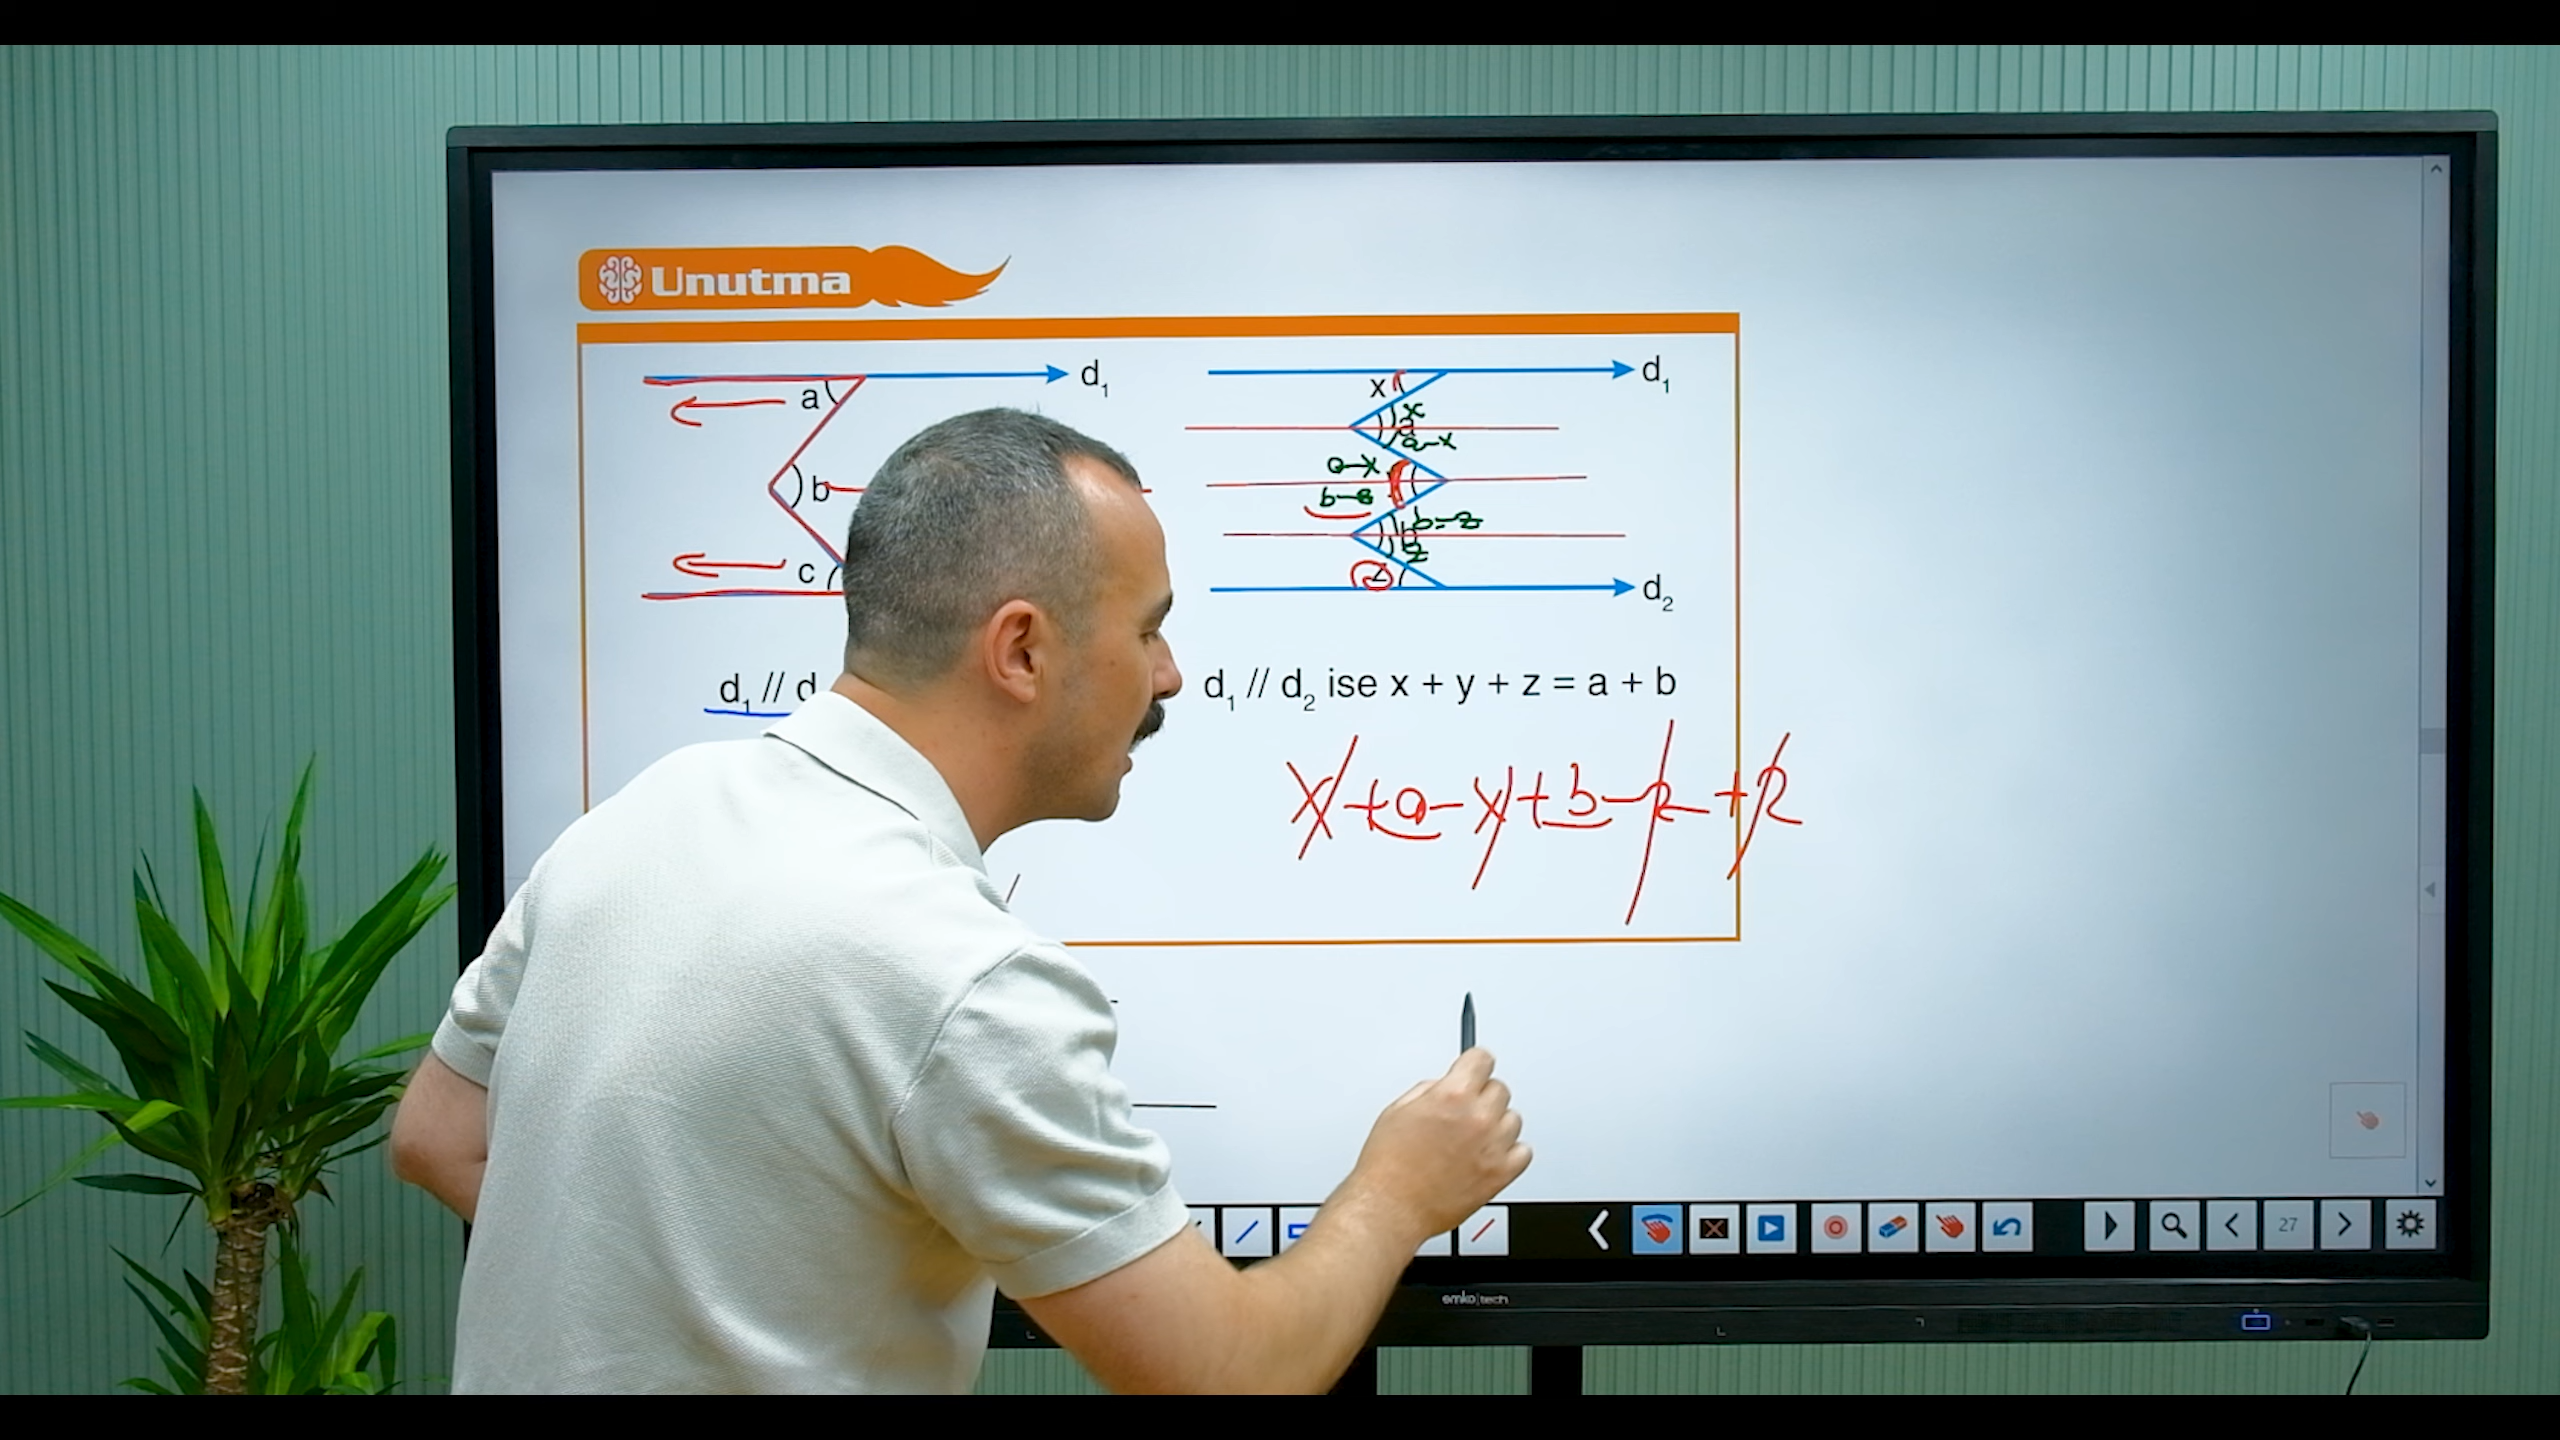 Unutma
a
d1
b
c
d1 // d
x
d1
x
a
a-x
a-x
b-z
b-z
b
z
z
d2
d1 // d2 ise x + y + z = a + b
x + a - x + b - z + z
27
emko|tech